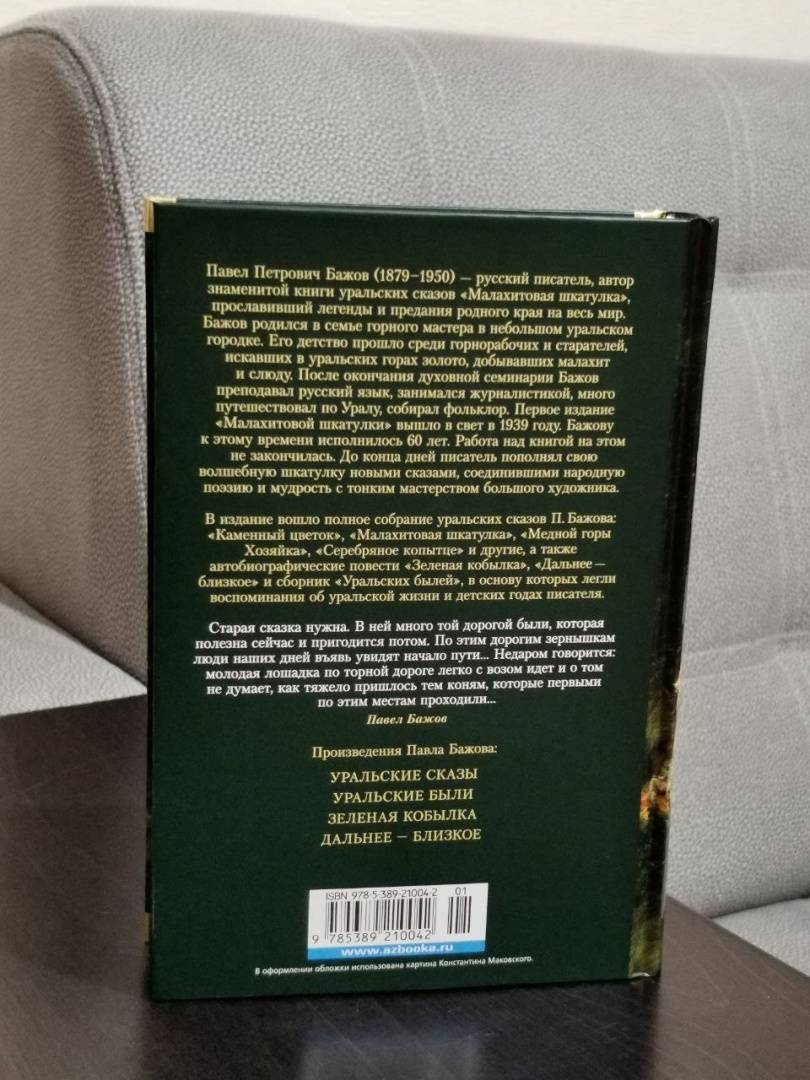 Павел Петрович Бажов (1879–1950) — русский писатель, автор
знаменитой книги уральских сказов «Малахитовая шкатулка»,
прославивший легенды и предания родного края на весь мир.
Бажов родился в семье горного мастера в небольшом уральском
городке. Его детство прошло среди горнорабочих и старателей,
искавших в уральских горах золото, добывавших малахит
и слюду. После окончания духовной семинарии Бажов
преподавал русский язык, занимался журналистикой, много
путешествовал по Уралу, собирал фольклор. Первое издание
«Малахитовой шкатулки» вышло в свет в 1939 году. Бажову
к этому времени исполнилось 60 лет. Работа над книгой на этом
не закончилась. До конца дней писатель пополнял свою
волшебную шкатулку новыми сказами, соединившими народную
поэзию и мудрость с тонким мастерством большого художника.
В издание вошло полное собрание уральских сказов П. Бажова:
«Каменный цветок», «Малахитовая шкатулка», «Медной горы
Хозяйка», «Серебряное копытце» и другие, а также
автобиографические повести «Зеленая кобылка», «Дальнее —
близкое» и сборник «Уральских былей», в основу которых легли
воспоминания об уральской жизни и детских годах писателя.
Старая сказка нужна. В ней много той дорогой были, которая
полезна сейчас и пригодится потом. По этим дорогим зернышкам
люди наших дней въявь увидят начало пути... Недаром говорится:
молодая лошадка по торной дороге легко с возом идет и о том
не думает, как тяжело пришлось тем коням, которые первыми
по этим местам проходили...
Павел Бажов
Произведения Павла Бажова:
УРАЛЬСКИЕ СКАЗЫ
УРАЛЬСКИЕ БЫЛИ
ЗЕЛЕНАЯ КОБЫЛКА
ДАЛЬНЕЕ — БЛИЗКОЕ
ISBN 978-5-389-21004-2 01
9 785389 210042
www.azbooka.ru
В оформлении обложки использована картина Константина Маковского.